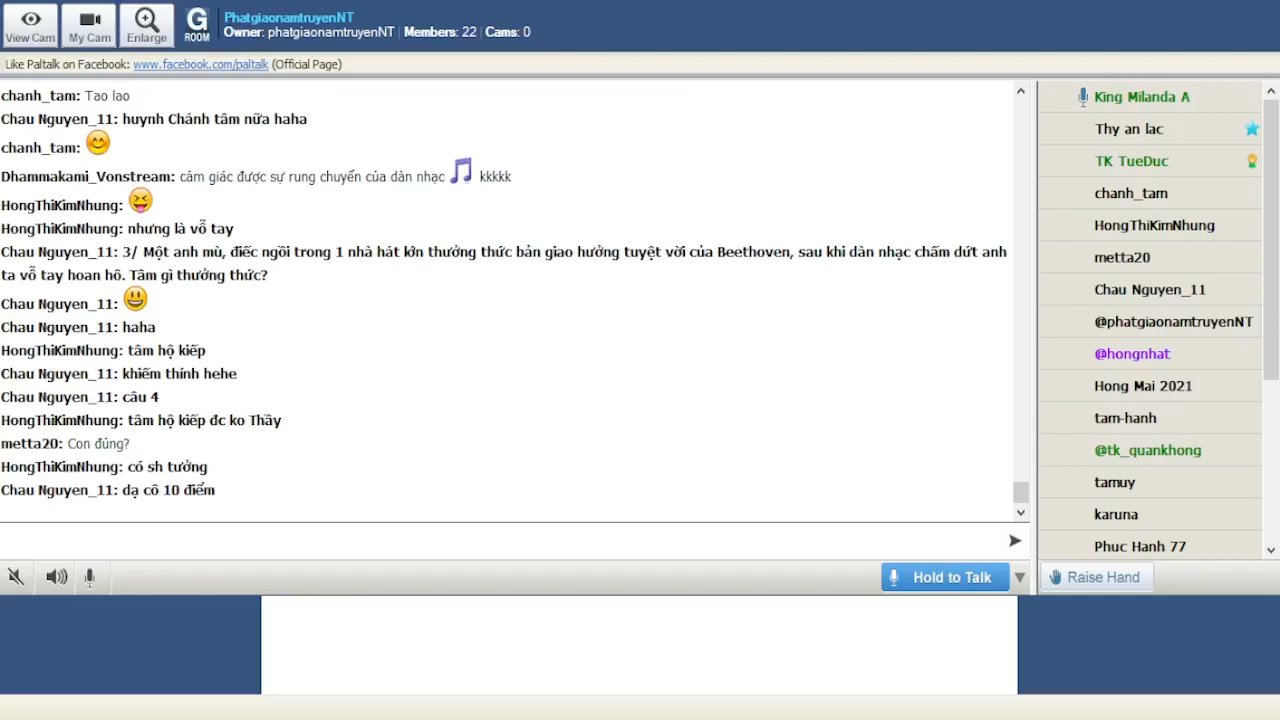 View Cam
My Cam
Enlarge
G
ROOM
PhatgiaonamtruyenNT
Owner: phatgiaonamtruyenNT | Members: 22 | Cams: 0
Like Paltalk on Facebook: www.facebook.com/paltalk (Official Page)
chanh_tam: Tao lao
Chau Nguyen_11: huynh Chánh tâm nữa haha
chanh_tam:
Dhammakami_Vonstream: cảm giác được sự rung chuyển của dàn nhạc kkkkk
HongThiKimNhung:
HongThiKimNhung: nhưng là vỗ tay
Chau Nguyen_11: 3/ Một anh mù, điếc ngồi trong 1 nhà hát lớn thưởng thức bản giao hưởng tuyệt vời của Beethoven, sau khi dàn nhạc chấm dứt anh
ta vỗ tay hoan hô. Tâm gì thưởng thức?
Chau Nguyen_11:
Chau Nguyen_11: haha
HongThiKimNhung: tâm hộ kiếp
Chau Nguyen_11: khiếm thính hehe
Chau Nguyen_11: câu 4
HongThiKimNhung: tâm hộ kiếp đc ko Thầy
metta20: Con đúng?
HongThiKimNhung: có sh tưởng
Chau Nguyen_11: dạ cô 10 điểm
King Milanda A
Thy an lac
TK TueDuc
chanh_tam
HongThiKimNhung
metta20
Chau Nguyen_11
@phatgiaonamtruyenNT
@hongnhat
Hong Mai 2021
tam-hanh
@tk_quankhong
tamuy
karuna
Phuc Hanh 77
Hold to Talk
Raise Hand